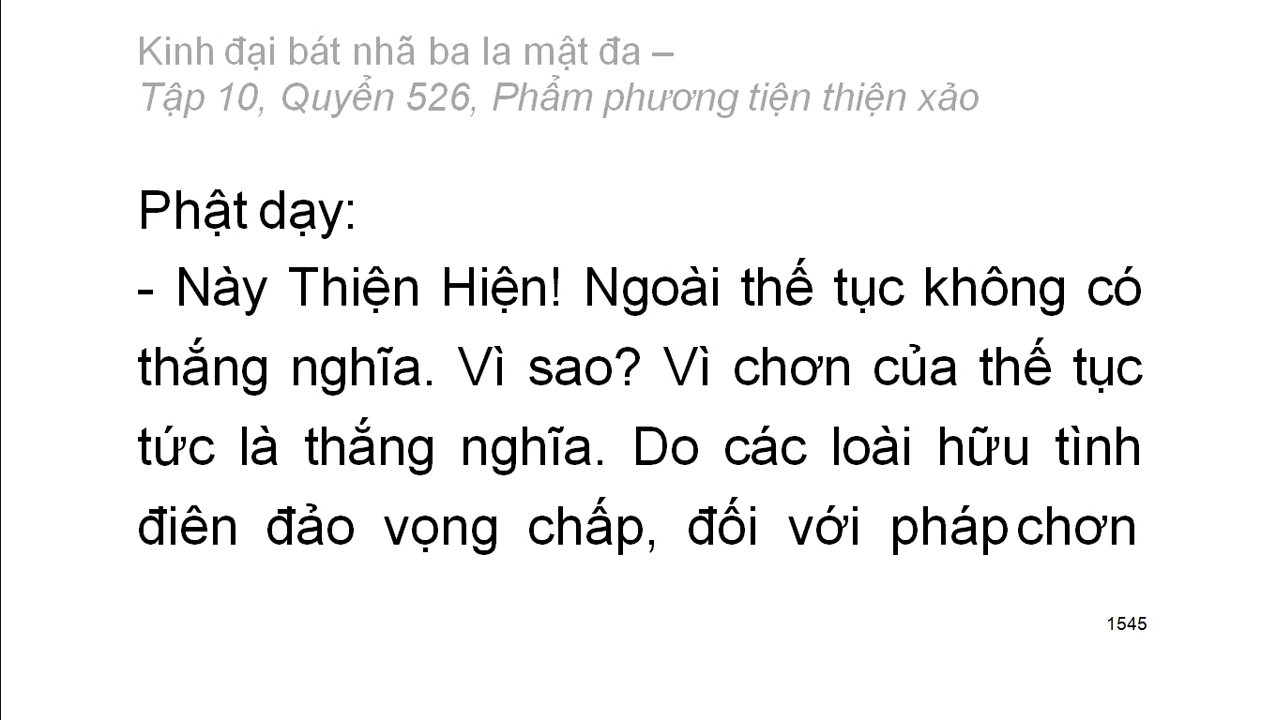 Kinh đại bát nhã ba la mật đa –
Tập 10, Quyển 526, Phẩm phương tiện thiện xảo
Phật dạy:
- Này Thiện Hiện! Ngoài thế tục không có
thắng nghĩa. Vì sao? Vì chơn của thế tục
tức là thắng nghĩa. Do các loài hữu tình
điên đảo vọng chấp, đối với pháp chơn
1545